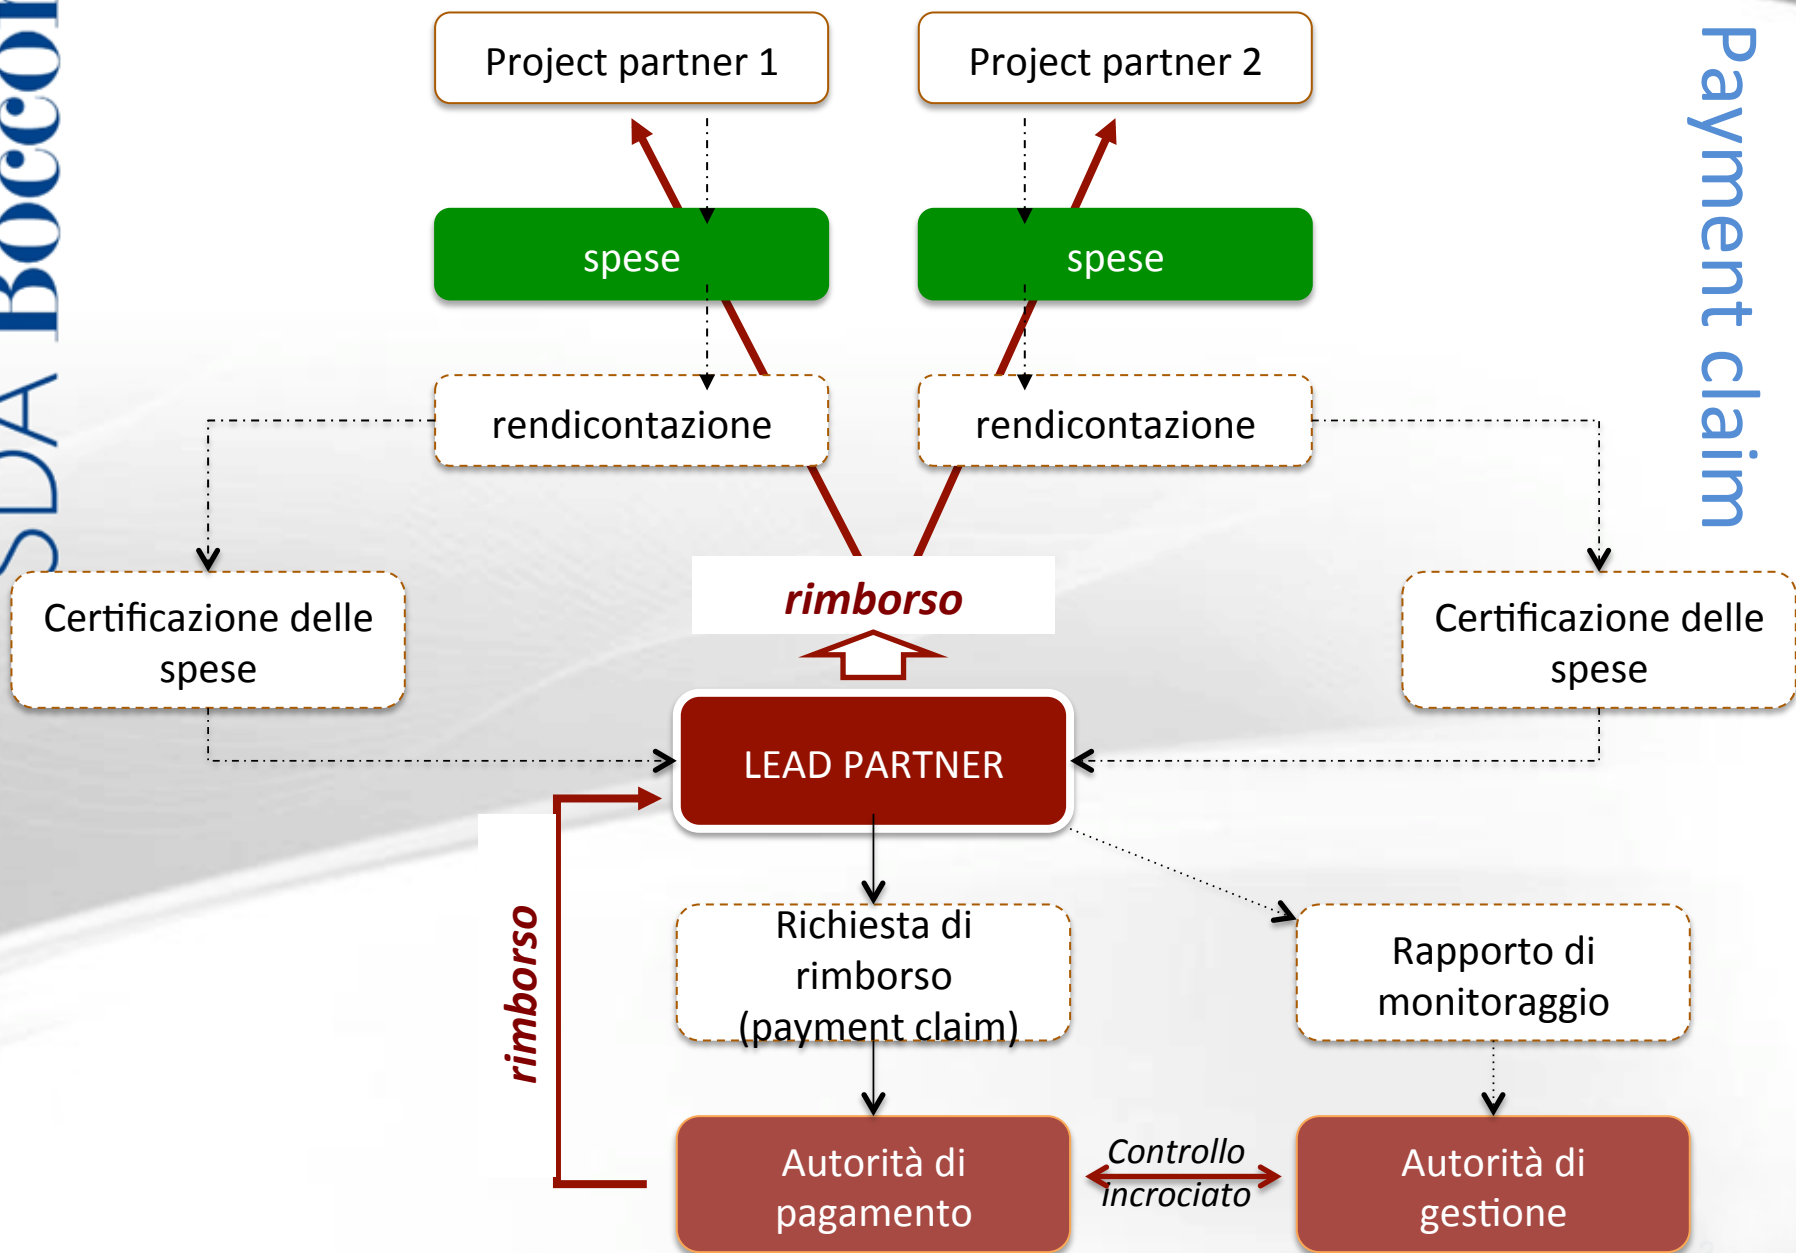 SDA Boccon
Payment claim
Project partner 1
Project partner 2
spese
spese
rendicontazione
rendicontazione
Certificazione delle
spese
rimborso
Certificazione delle
spese
LEAD PARTNER
rimborso
Richiesta di
rimborso
(payment claim)
Rapporto di
monitoraggio
Autorità di
pagamento
Controllo
incrociato
Autorità di
gestione